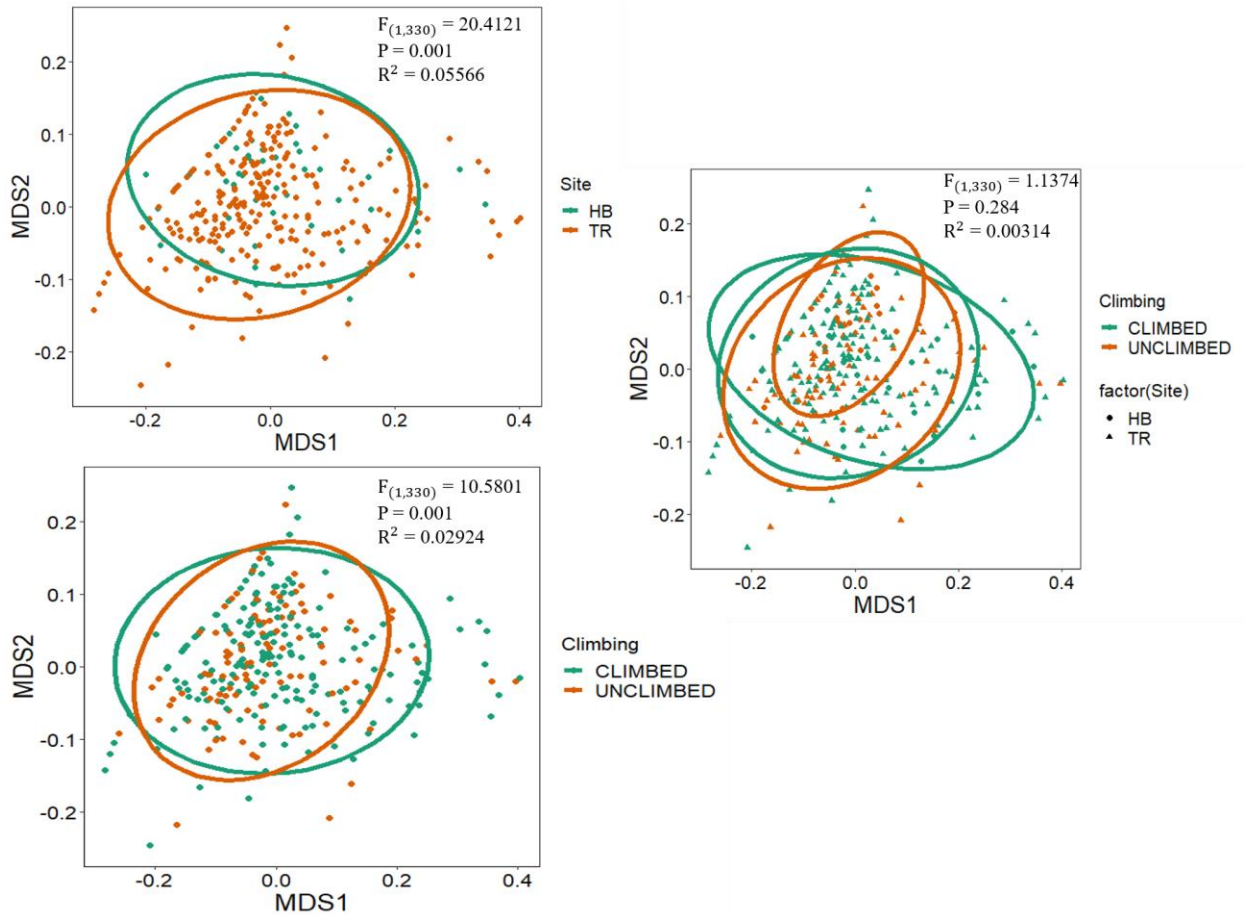 F(1,330) = 20.4121
P = 0.001
R² = 0.05566
0.2
0.1
0.0
-0.1
-0.2
MDS2
-0.2 0.0 0.2 0.4
MDS1
Site
HB
TR
F(1,330) = 1.1374
P = 0.284
R² = 0.00314
0.2
0.1
0.0
-0.1
-0.2
MDS2
-0.2 0.0 0.2 0.4
MDS1
Climbing
CLIMBED
UNCLIMBED
factor(Site)
HB
TR
F(1,330) = 10.5801
P = 0.001
R² = 0.02924
0.2
0.1
0.0
-0.1
-0.2
MDS2
-0.2 0.0 0.2 0.4
MDS1
Climbing
CLIMBED
UNCLIMBED